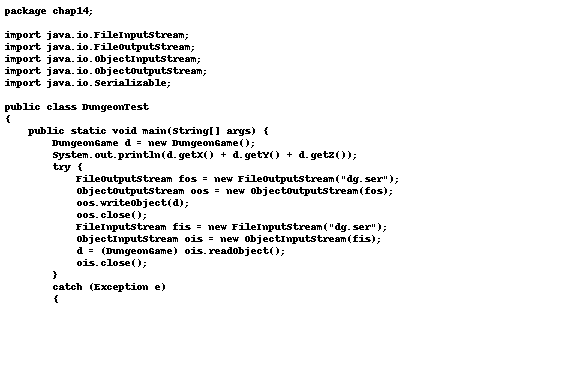 package chap14;

import java.io.FileInputStream;
import java.io.FileOutputStream;
import java.io.ObjectInputStream;
import java.io.ObjectOutputStream;
import java.io.Serializable;

public class DungeonTest
{
    public static void main(String[] args) {
        DungeonGame d = new DungeonGame();
        System.out.println(d.getX() + d.getY() + d.getZ());
        try {
            FileOutputStream fos = new FileOutputStream("dg.ser");
            ObjectOutputStream oos = new ObjectOutputStream(fos);
            oos.writeObject(d);
            oos.close();
            FileInputStream fis = new FileInputStream("dg.ser");
            ObjectInputStream ois = new ObjectInputStream(fis);
            d = (DungeonGame) ois.readObject();
            ois.close();
        }
        catch (Exception e)
        {